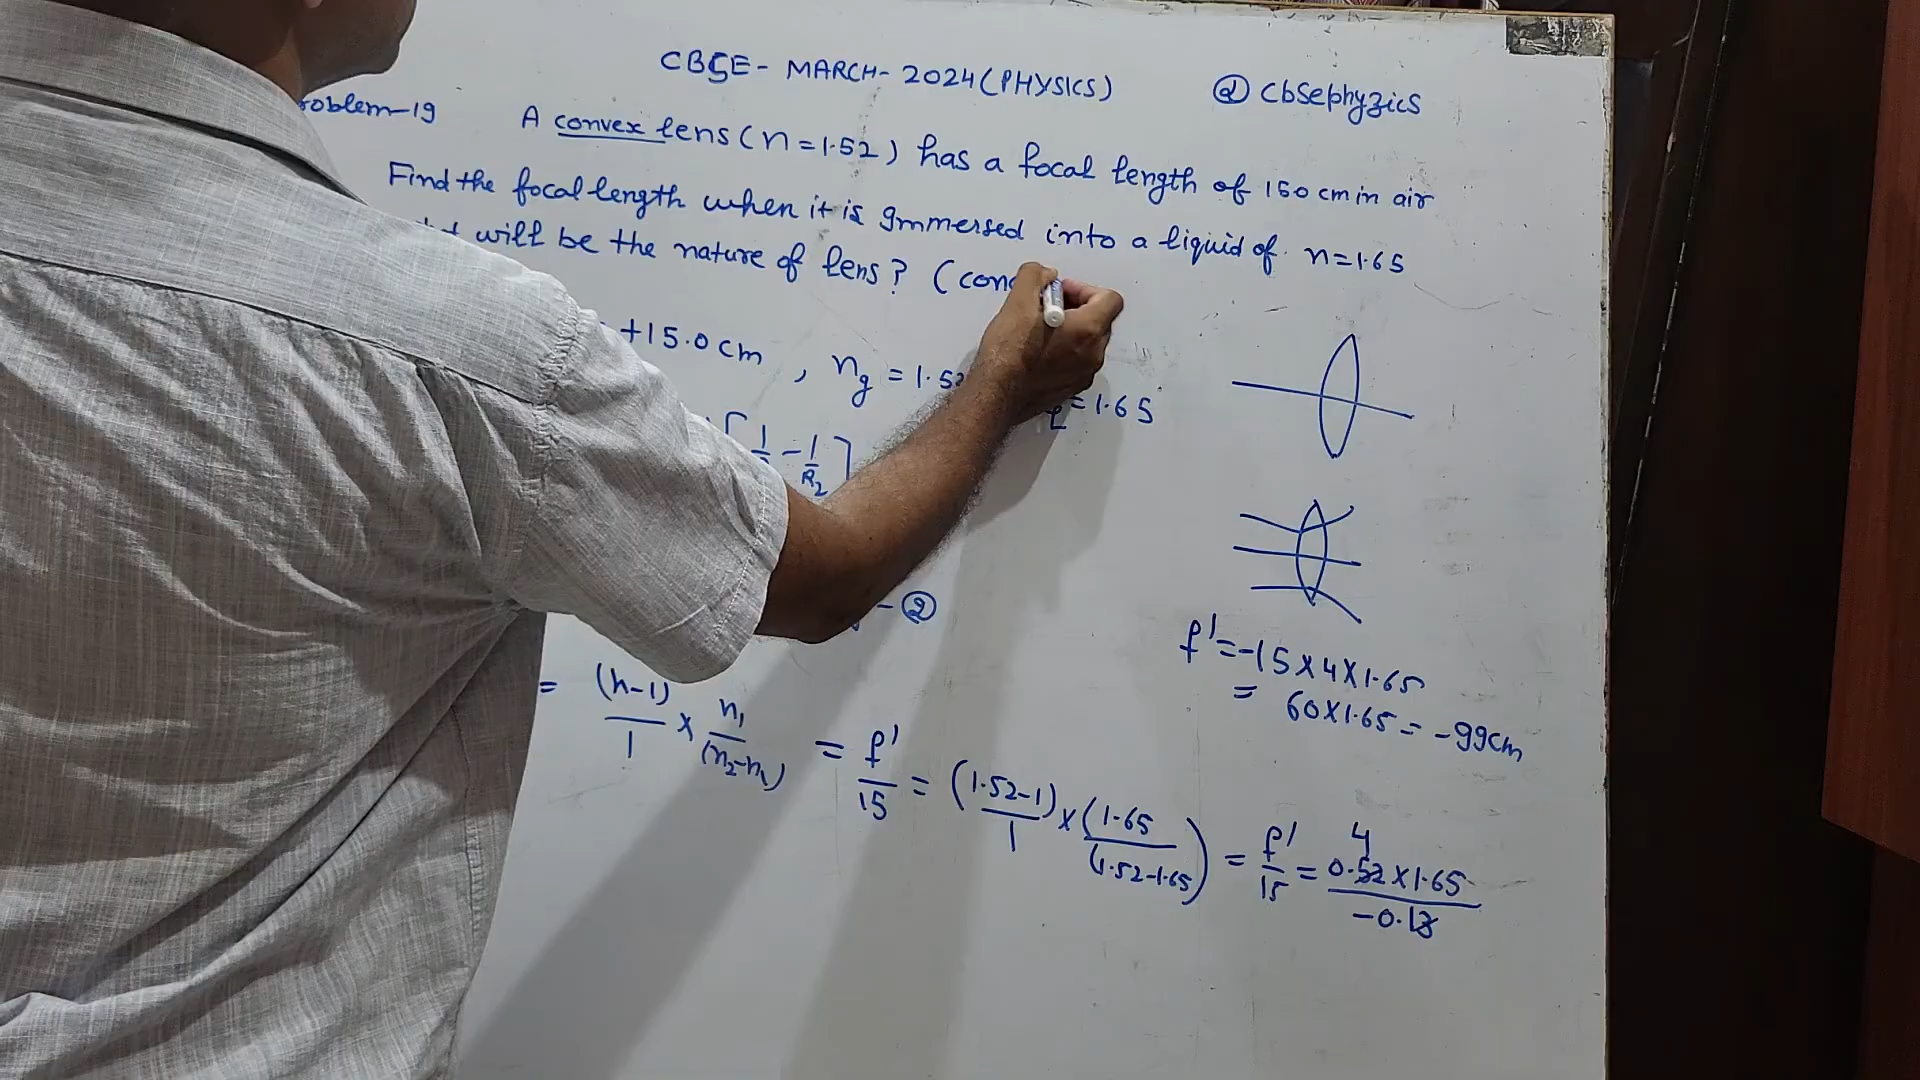 CBSE - MARCH - 2024 (PHYSICS)
@ Cbsephyzics
roblem-19 A convex lens (n = 1.52) has a focal length of 150 cm in air
Find the focal length when it is Immersed into a liquid of. n=1.65
will be the nature of lens? (con
+15.0 cm , ng = 1.52 = 1.65
[ 1/ - 1/R2 ]
- ②
= (n-1)/1 × n1/(n2-n1) = f'/15 = (1.52-1)/1 × (1.65/(1.52-1.65)) = f'/15 = 0.52 × 1.65/-0.13
4
f' = -15 × 4 × 1.65
= 60 × 1.65 = -99cm